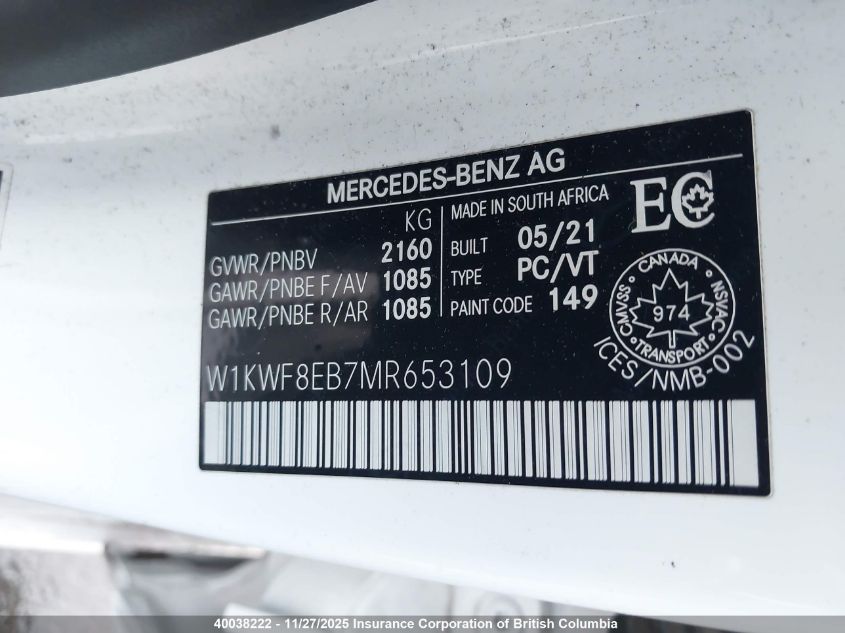 MERCEDES-BENZ AG
KG
GVWR/PNBV 2160
GAWR/PNBE F/AV 1085
GAWR/PNBE R/AR 1085
MADE IN SOUTH AFRICA
BUILT 05/21
TYPE PC/VT
PAINT CODE 149
EC
CANADA
CMVSS 974 NSVAC
TRANSPORT
ICES/NMB-002
W1KWF8EB7MR653109
40038222 - 11/27/2025 Insurance Corporation of British Columbia